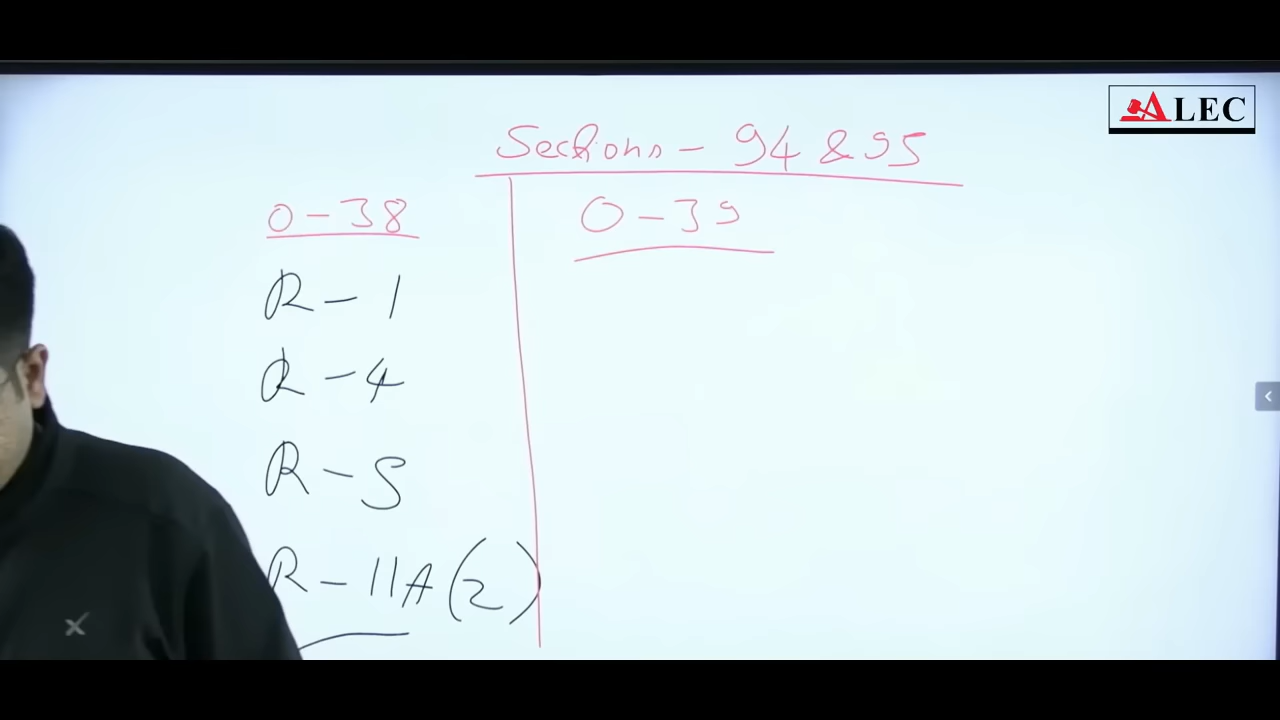 ALEC
Sections - 94 & 95
O - 38
O - 39
R - 1
R - 4
R - 5
R - 11A (2)